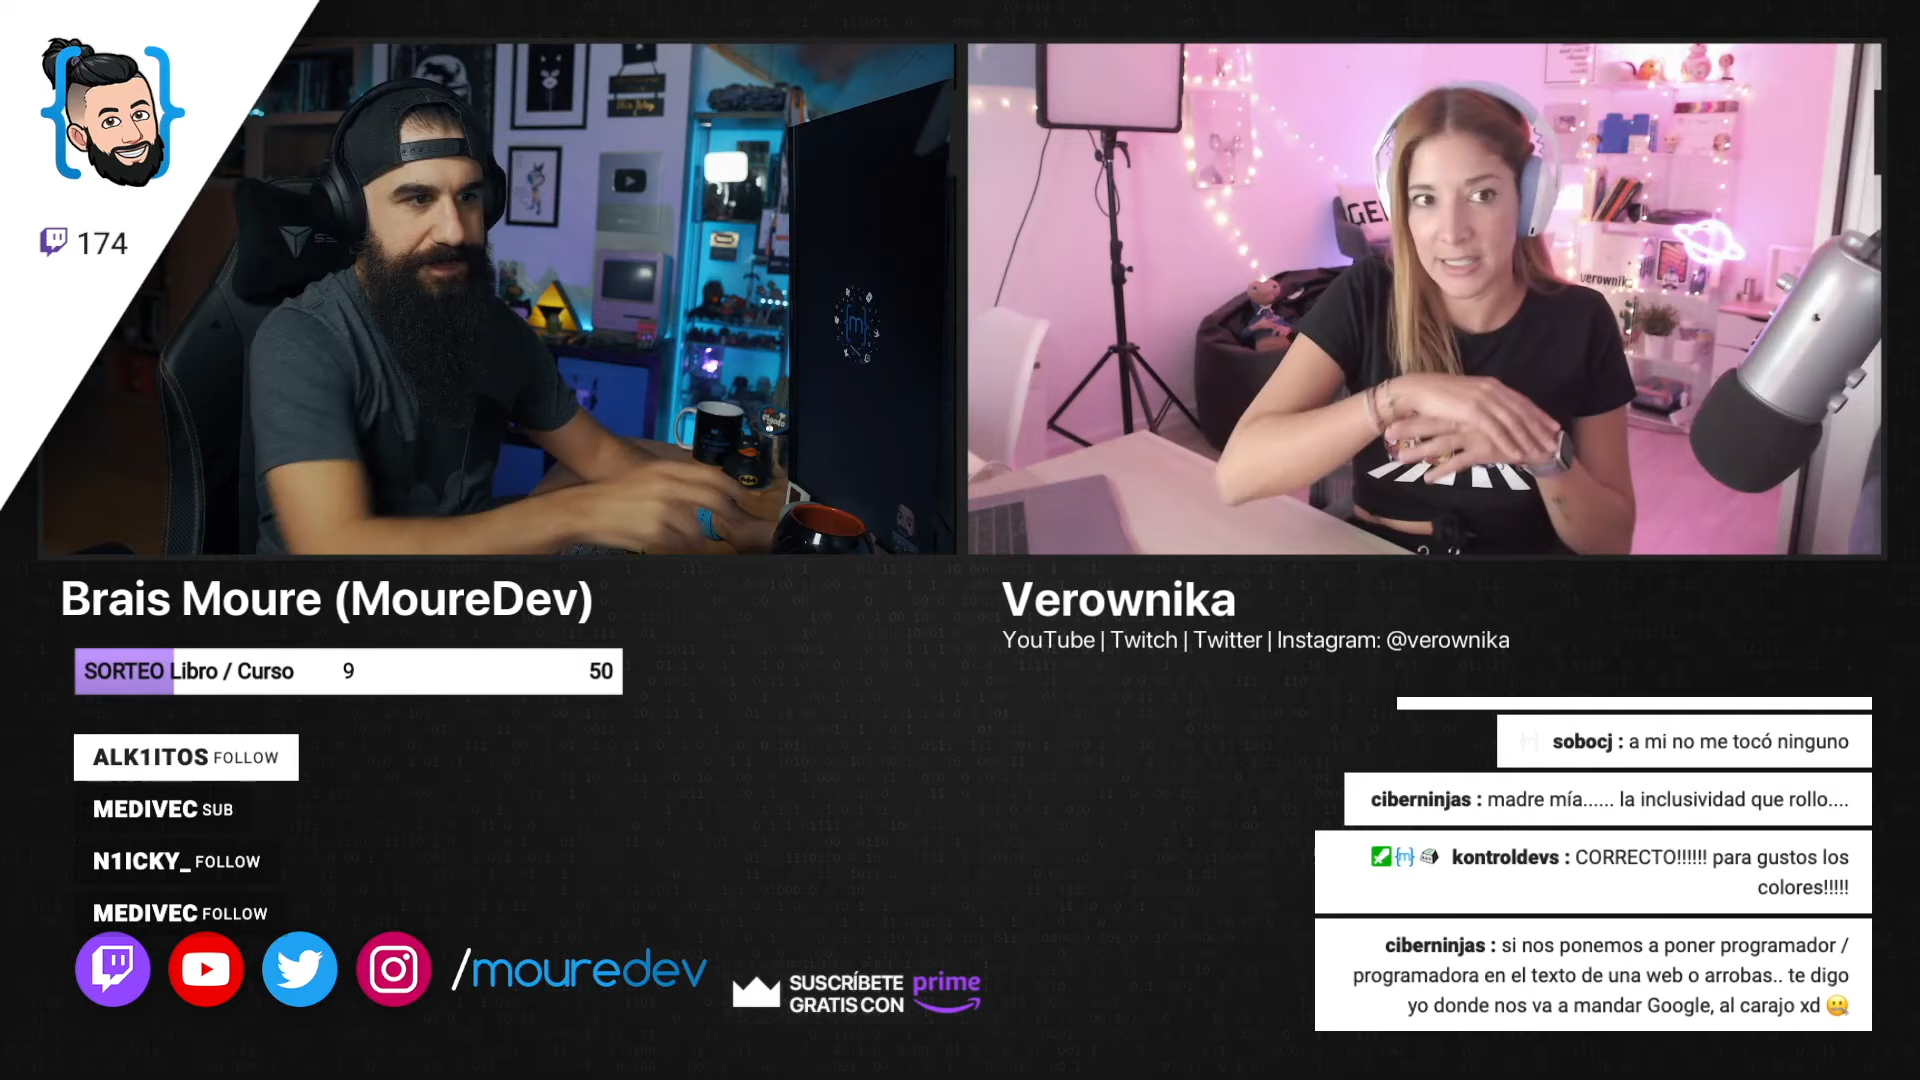 174
GE
verownika
{m}
Brais Moure (MoureDev)
SORTEO Libro / Curso 9 50
ALK1ITOS FOLLOW
MEDIVEC SUB
N1ICKY_ FOLLOW
MEDIVEC FOLLOW
/mouredev
SUSCRÍBETE
GRATIS CON
prime
Verownika
YouTube | Twitch | Twitter | Instagram: @verownika
sobocj : a mi no me tocó ninguno
ciberninjas : madre mía...... la inclusividad que rollo....
{m} kontroldevs : CORRECTO!!!!!! para gustos los
colores!!!!!
ciberninjas : si nos ponemos a poner programador /
programadora en el texto de una web o arrobas.. te digo
yo donde nos va a mandar Google, al carajo xd 🤐